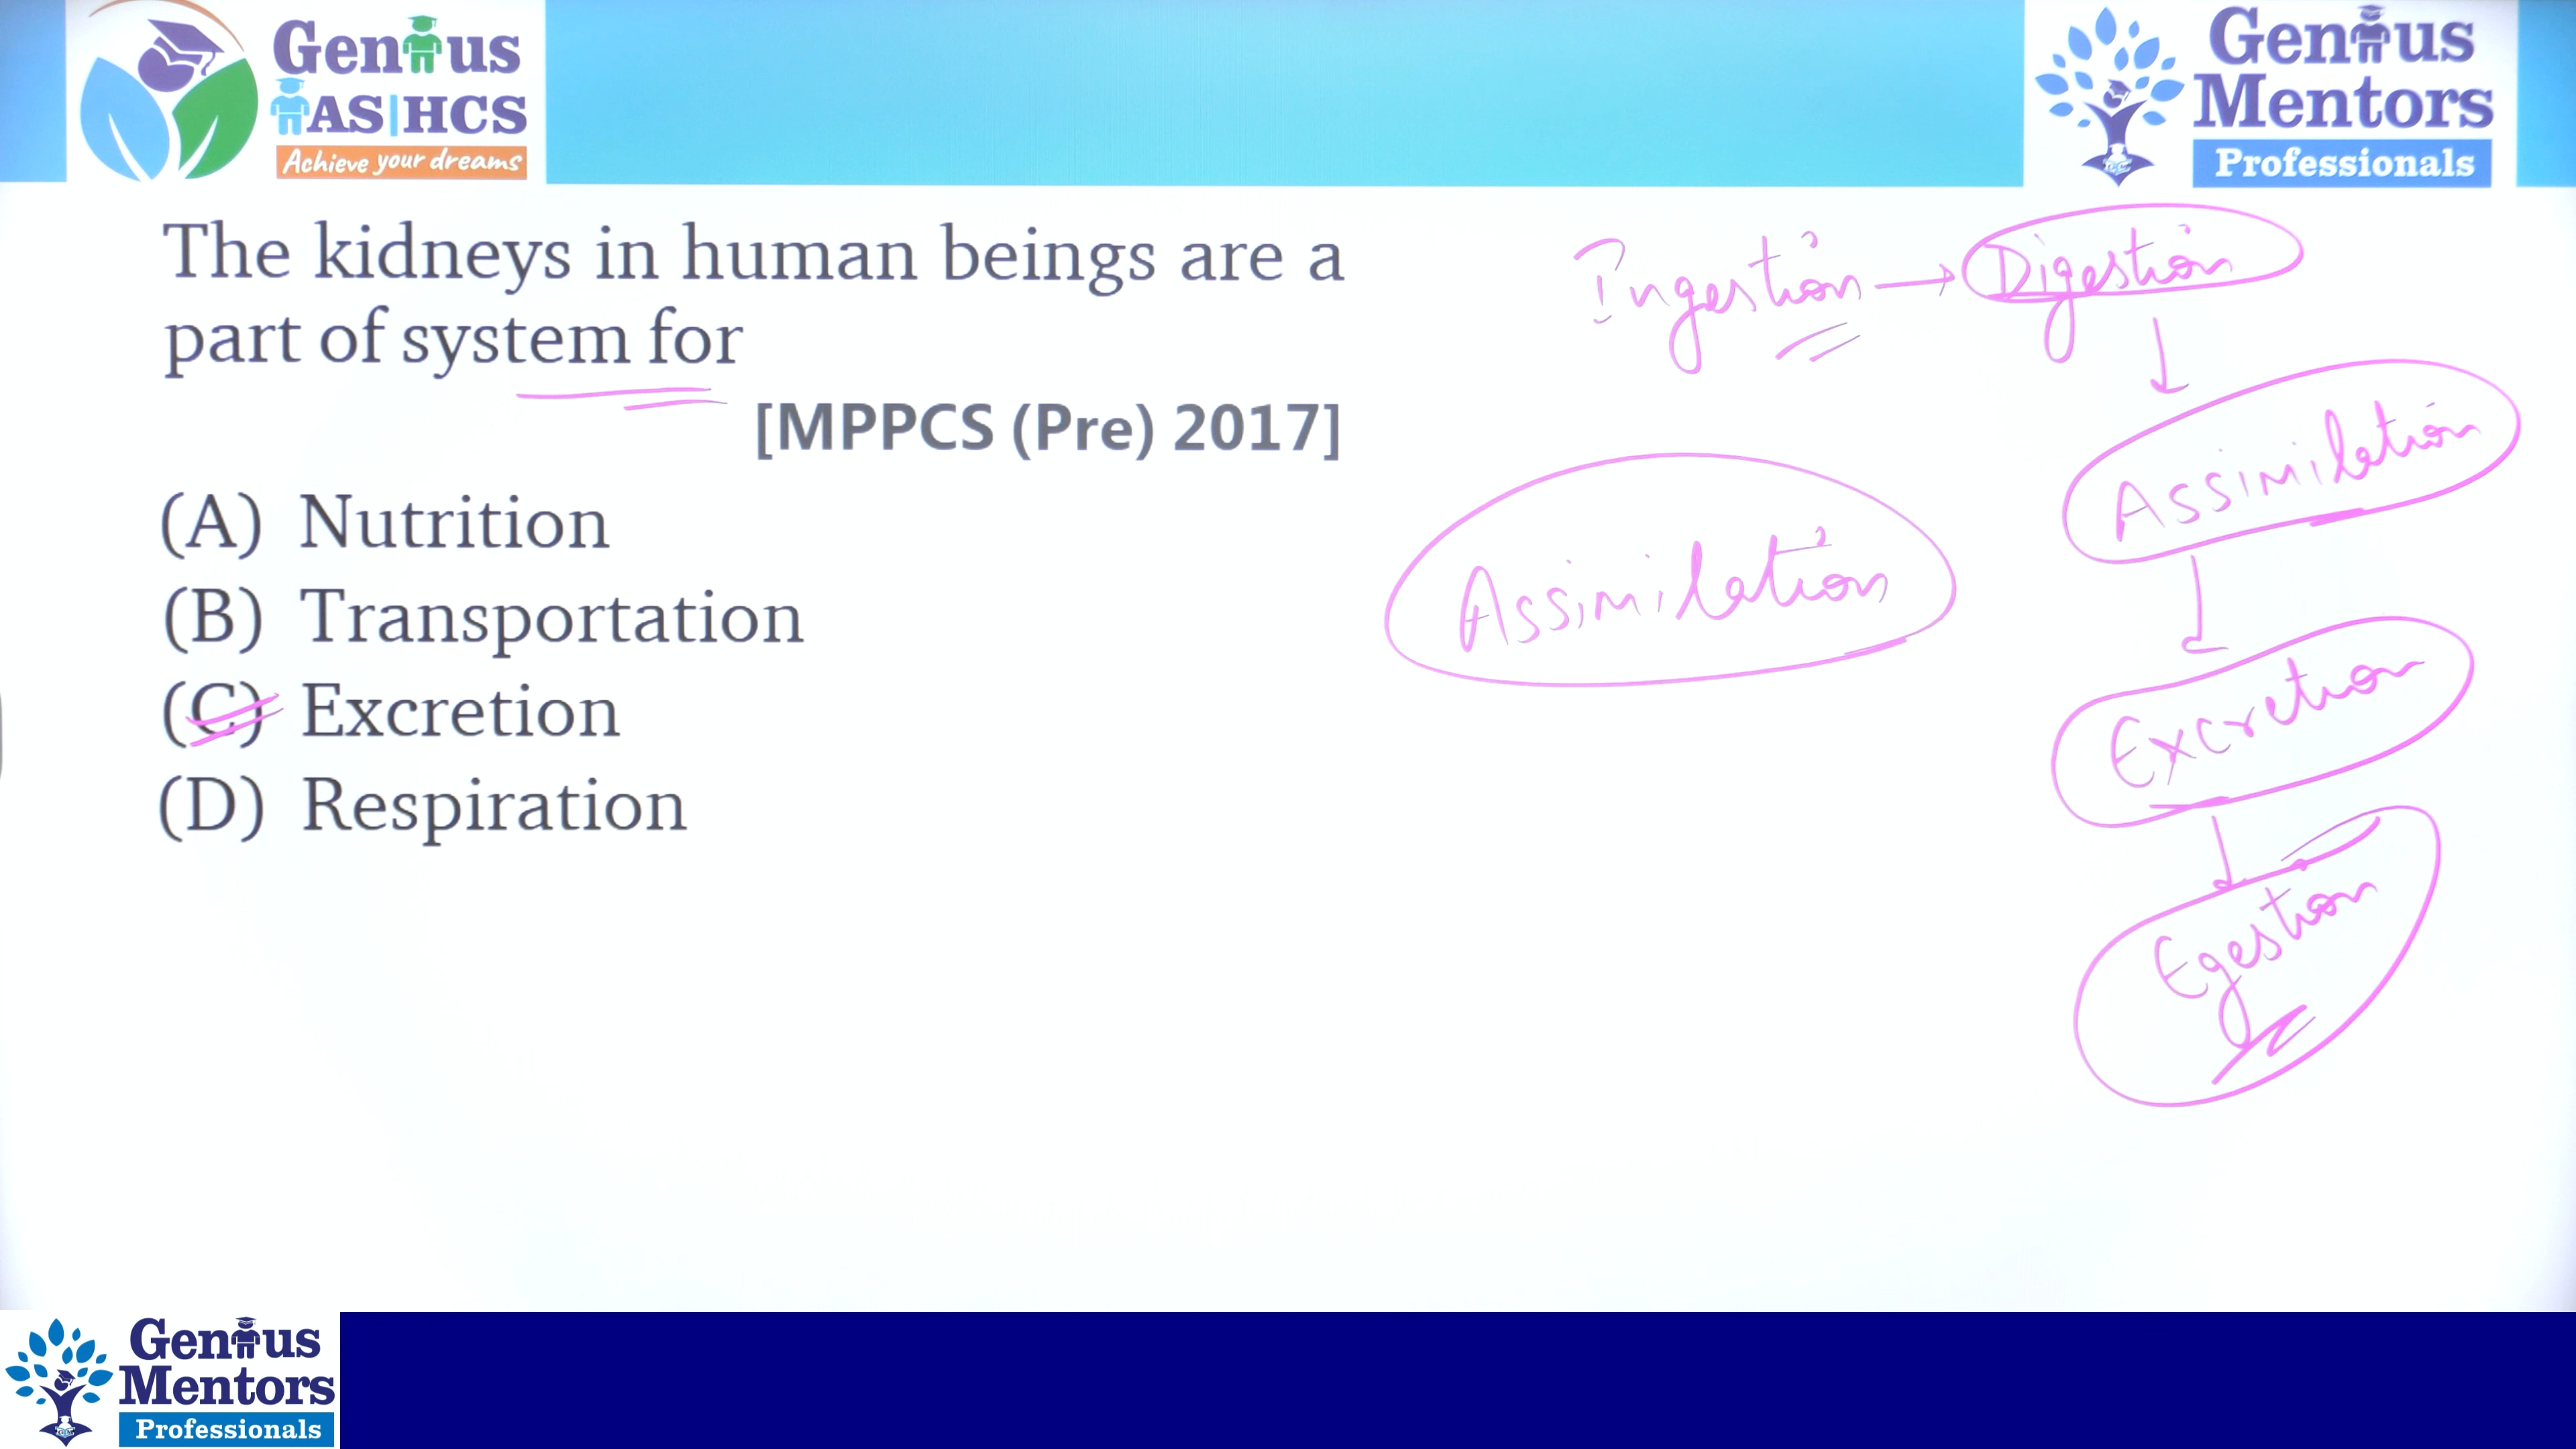 Genius
IAS|HCS
Achieve your dreams
Genius
Mentors
Professionals
The kidneys in human beings are a
part of system for
[MPPCS (Pre) 2017]
(A) Nutrition
(B) Transportation
(C) Excretion
(D) Respiration
Ingestion → Digestion
Assimilation
Assimilation
Excretion
Egestion
Genius
Mentors
Professionals